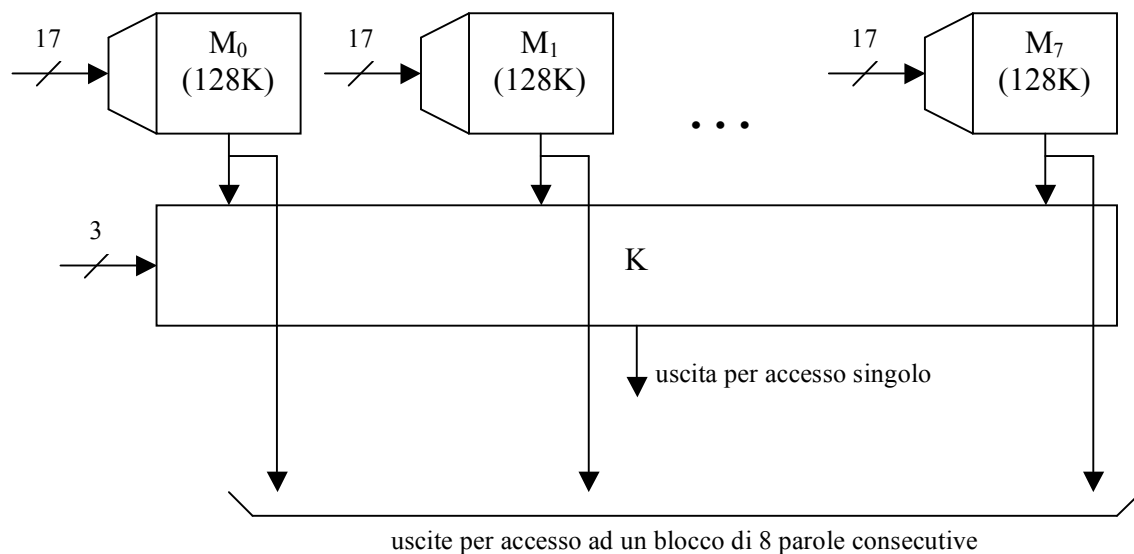 17 M₀ (128K)
17 M₁ (128K)
17 M₇ (128K)
. . .
3
K
uscita per accesso singolo
uscite per accesso ad un blocco di 8 parole consecutive